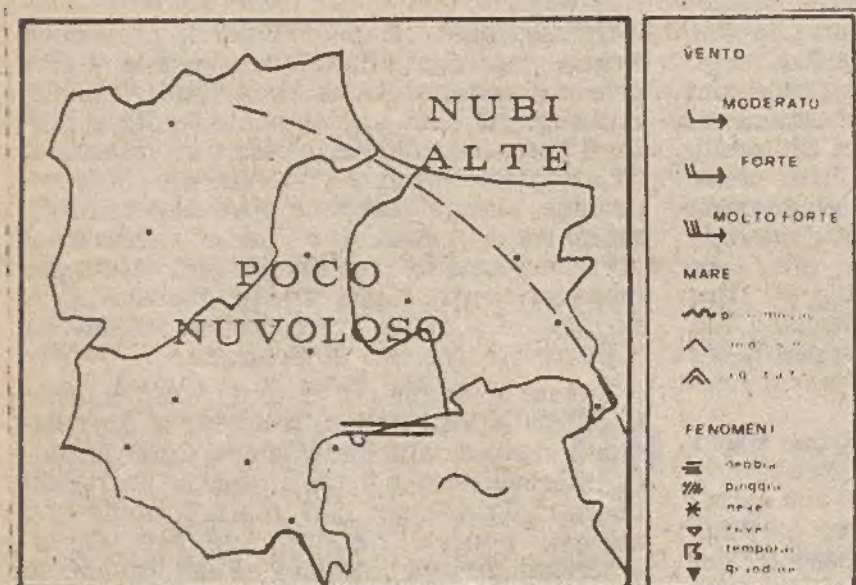 NUBI
ALTE
POCO
NUVOLOSO
VENTO
MODERATO
FORTE
MOLTO FORTE
MARE
FENOMENI
nebbia
pioggia
neve
temporali
grandine